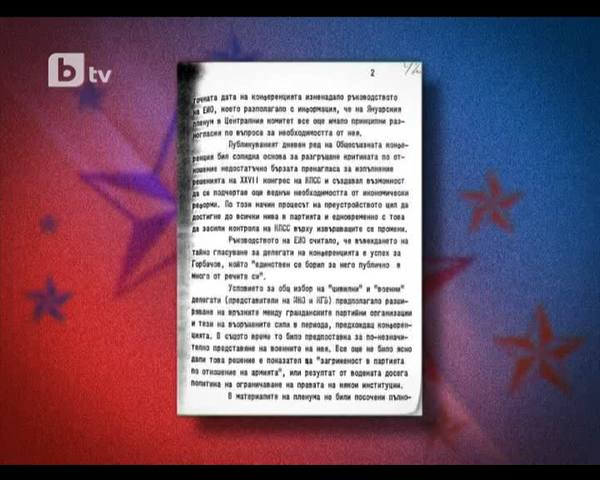 btv
2
точната дата на конференцията изненадало ръководството
на ЕИО, което разполагало с информация, че на Януарския
пленум в Централния комитет все още имало принципни раз-
ногласия по въпроса за необходимостта от нея.
Публикуваният дневен ред на Общосъюзната конфе-
ренция бил солидна основа за разгръщане критиката по от-
ношение недостатъчно бързата пренагласа за изпълнение
решенията на XXVII конгрес на КПСС и създавал възможност
да се подчертае още веднъж необходимостта от икономически
реформи. По този начин процесът на преустройството цял да
достигне до всички нива в партията и едновременно с това
да засили контрола на КПСС върху извършващите се промени.
Ръководството на ЕИО считало, че въвеждането на
тайно гласуване за делегати на конференцията е успех за
Горбачов, който "единствен се борил за него публично в
много от речите си".
Условието за общ избор на "цивилни" и "военни"
делегати (представители на МНО и КГБ) предполагало разши-
ряване на връзките между гражданските партийни организации
и тези на въоръжените сили в периода, предхождащ конферен-
цията. В същото време то било предпоставка за по-незначи-
телно представяне на военните на нея. Все още не било ясно
дали това решение е показател за "загриженост в партията
по отношение на армията", или резултат от водената досега
политика на ограничаване на правата на някои институции.
В материалите на пленума не били посочени пълно-